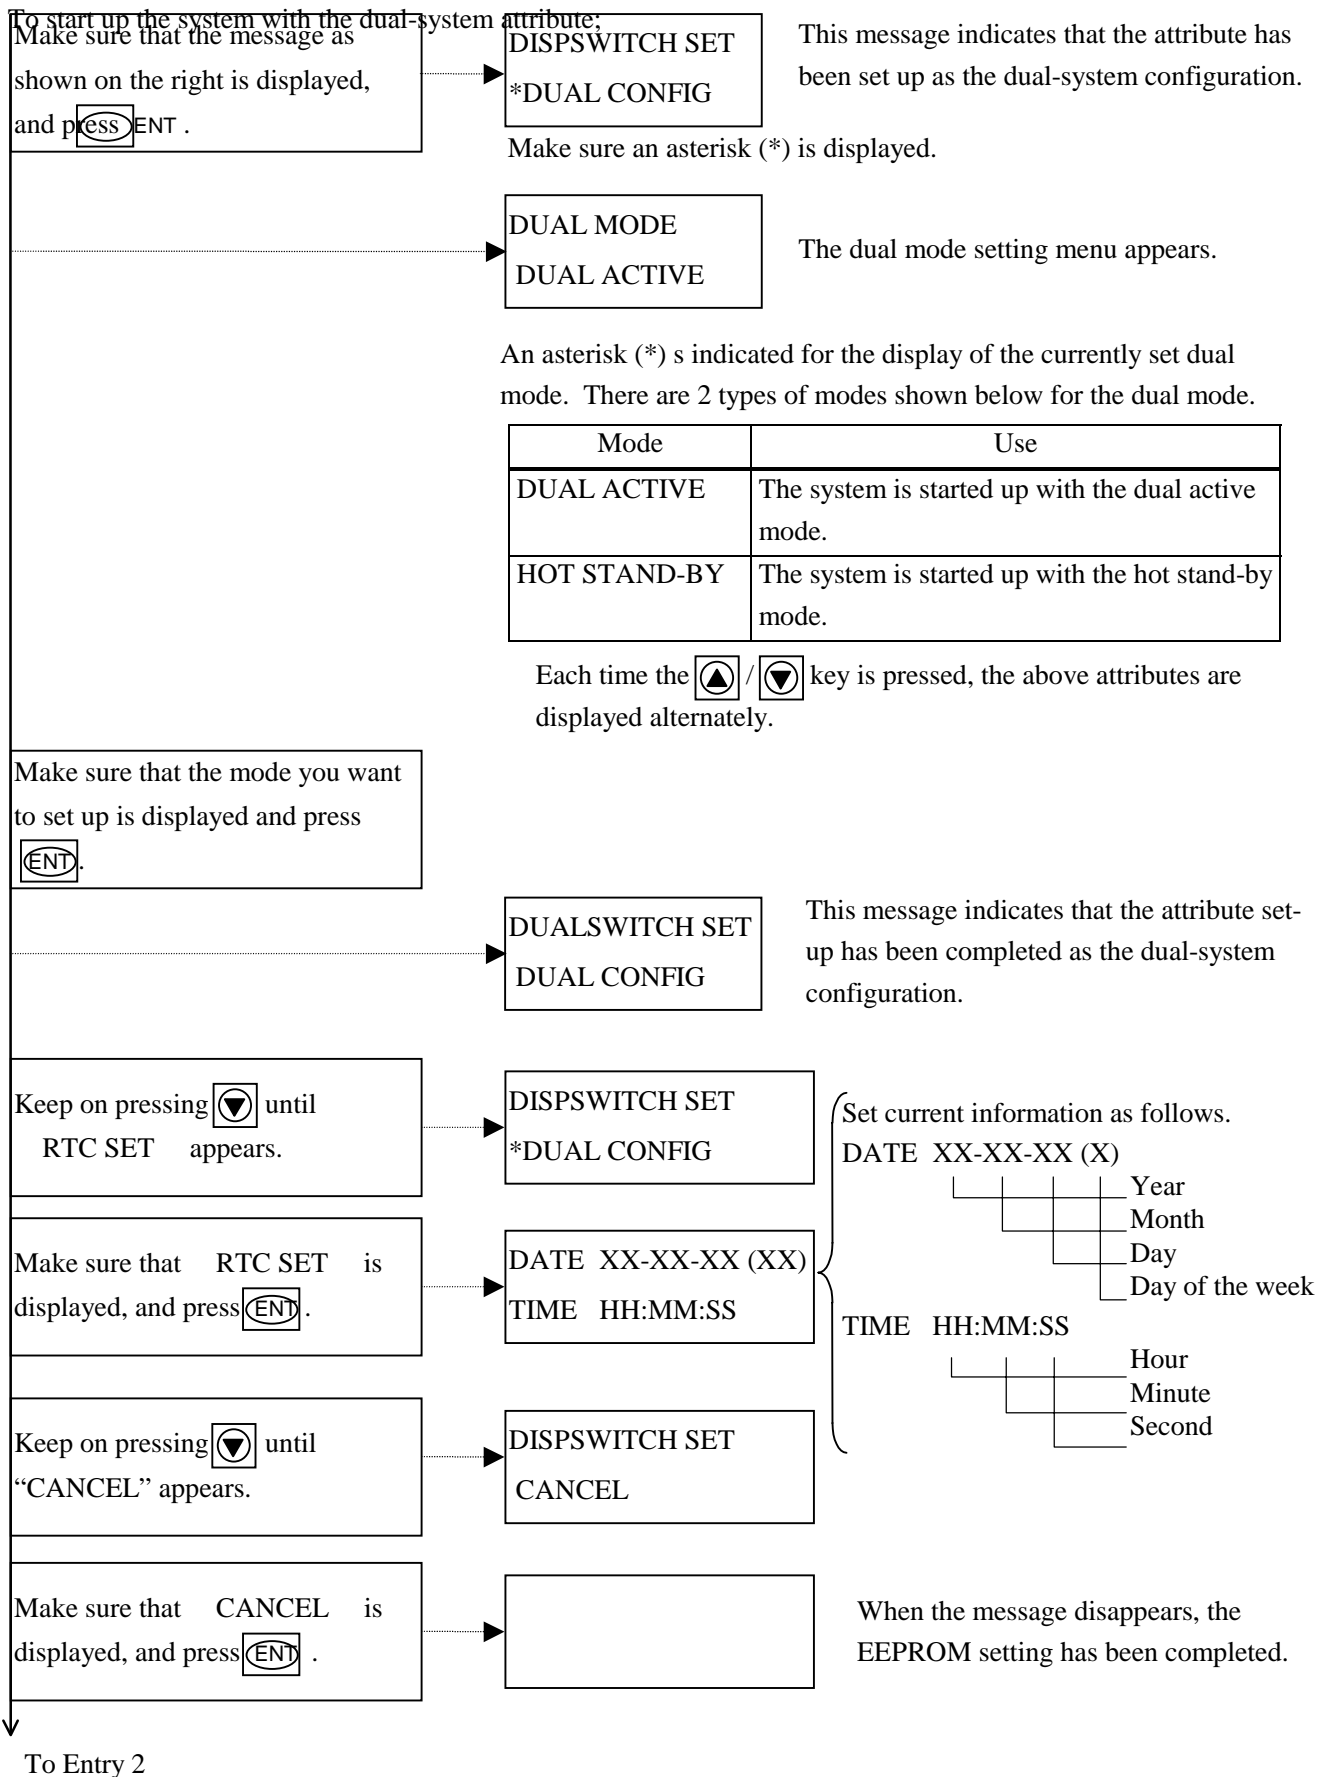 To start up the system with the dual-system attribute;
Make sure that the message as
shown on the right is displayed,
and press ENT .
DISPSWITCH SET
*DUAL CONFIG
This message indicates that the attribute has
been set up as the dual-system configuration.
Make sure an asterisk (*) is displayed.
DUAL MODE
DUAL ACTIVE
The dual mode setting menu appears.
An asterisk (*) s indicated for the display of the currently set dual
mode.  There are 2 types of modes shown below for the dual mode.
Mode Use
DUAL ACTIVE The system is started up with the dual active
mode.
HOT STAND-BY The system is started up with the hot stand-by
mode.
Each time the ▲ / ▼ key is pressed, the above attributes are
displayed alternately.
Make sure that the mode you want
to set up is displayed and press
ENT.
DUALSWITCH SET
DUAL CONFIG
This message indicates that the attribute set-
up has been completed as the dual-system
configuration.
Keep on pressing ▼ until
RTC SET appears.
DISPSWITCH SET
*DUAL CONFIG
Set current information as follows.
DATE XX-XX-XX (X)
Year
Month
Day
Day of the week
Make sure that RTC SET is
displayed, and press ENT .
DATE XX-XX-XX (XX)
TIME HH:MM:SS
TIME HH:MM:SS
Hour
Minute
Second
Keep on pressing ▼ until
“CANCEL” appears.
DISPSWITCH SET
CANCEL
Make sure that CANCEL is
displayed, and press ENT .
When the message disappears, the
EEPROM setting has been completed.
To Entry 2